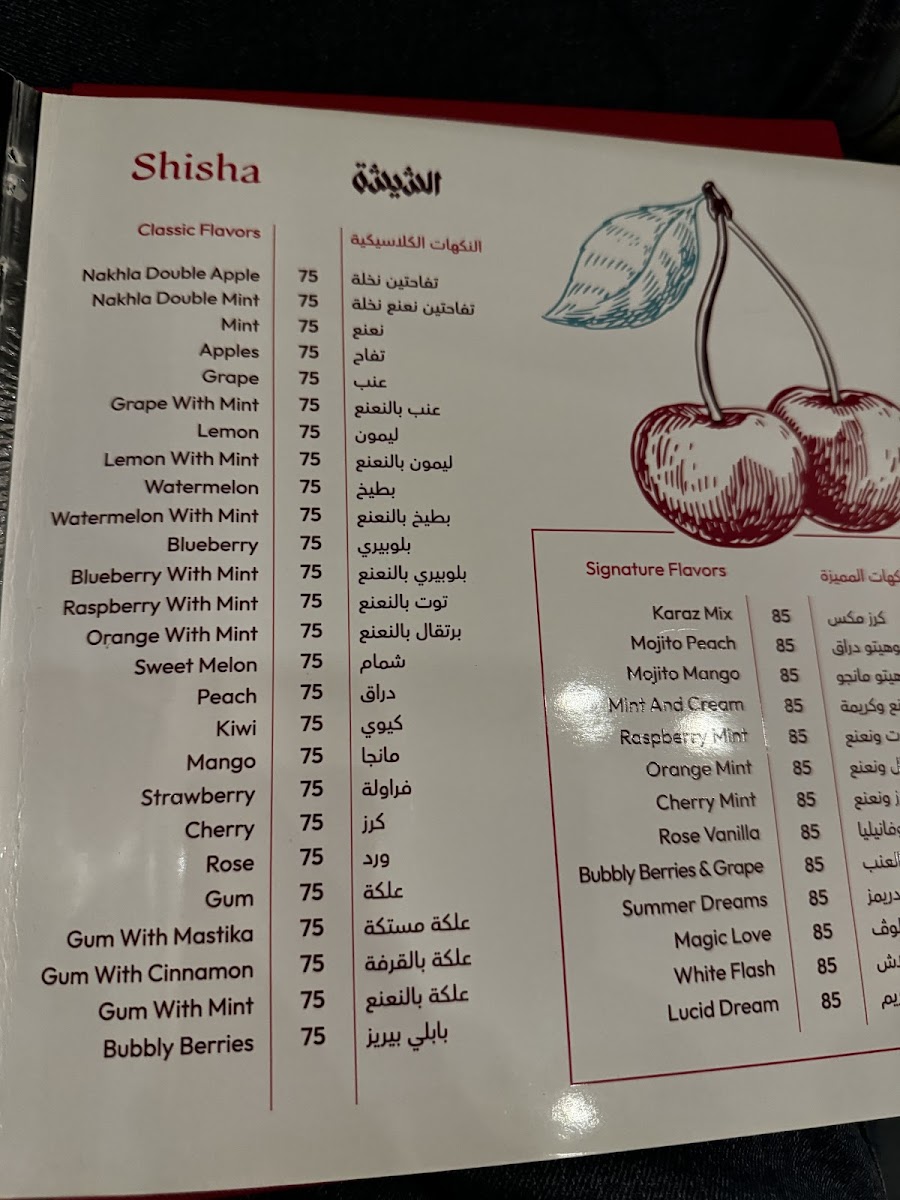 Shisha الشيشة
Classic Flavors النكهات الكلاسيكية
Nakhla Double Apple 75 تفاحتين نخلة
Nakhla Double Mint 75 تفاحتين نعنع نخلة
Mint 75 نعنع
Apples 75 تفاح
Grape 75 عنب
Grape With Mint 75 عنب بالنعنع
Lemon 75 ليمون
Lemon With Mint 75 ليمون بالنعنع
Watermelon 75 بطيخ
Watermelon With Mint 75 بطيخ بالنعنع
Blueberry 75 بلوبيري
Blueberry With Mint 75 بلوبيري بالنعنع
Raspberry With Mint 75 توت بالنعنع
Orange With Mint 75 برتقال بالنعنع
Sweet Melon 75 شمام
Peach 75 دراق
Kiwi 75 كيوي
Mango 75 مانجا
Strawberry 75 فراولة
Cherry 75 كرز
Rose 75 ورد
Gum 75 علكة
Gum With Mastika 75 علكة مستكة
Gum With Cinnamon 75 علكة بالقرفة
Gum With Mint 75 علكة بالنعنع
Bubbly Berries 75 بابلي بيريز
Signature Flavors المميزة
Karaz Mix 85 كرز مكس
Mojito Peach 85 دراق
Mojito Mango 85 مانجو
Mint And Cream 85 وكريمة
Raspberry Mint 85 ونعنع
Orange Mint 85 ونعنع
Cherry Mint 85 ونعنع
Rose Vanilla 85
Bubbly Berries & Grape 85
Summer Dreams 85
Magic Love 85
White Flash 85
Lucid Dream 85